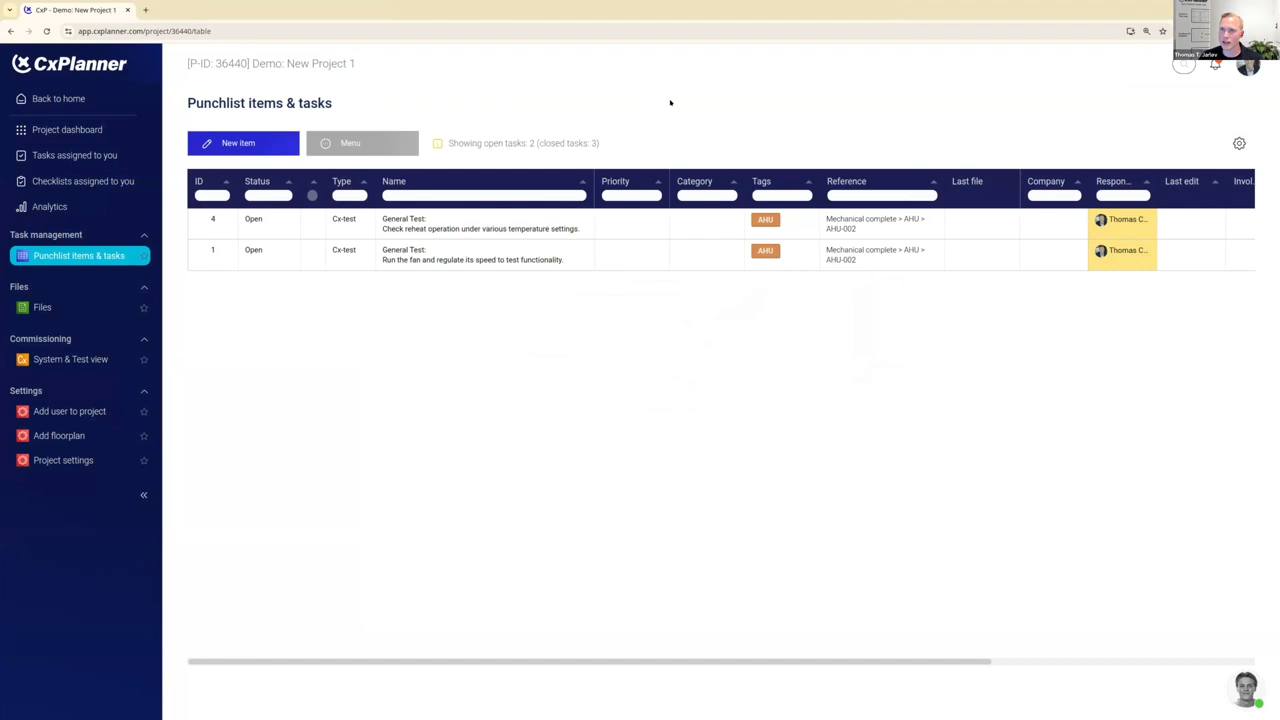 CxP - Demo: New Project 1
app.cxplanner.com/project/36440/table
Thomas T. Jarløv
CxPlanner
[P-ID: 36440] Demo: New Project 1
Back to home
Project dashboard
Tasks assigned to you
Checklists assigned to you
Analytics
Task management
Punchlist items & tasks
Files
Files
Commissioning
Cx System & Test view
Settings
Add user to project
Add floorplan
Project settings
Punchlist items & tasks
New item
Menu
Showing open tasks: 2 (closed tasks: 3)
ID Status Type Name Priority Category Tags Reference Last file Company Respon... Last edit Invol.
4 Open Cx-test General Test: AHU Mechanical complete > AHU > Thomas C...
Check reheat operation under various temperature settings. AHU-002
1 Open Cx-test General Test: AHU Mechanical complete > AHU > Thomas C...
Run the fan and regulate its speed to test functionality. AHU-002